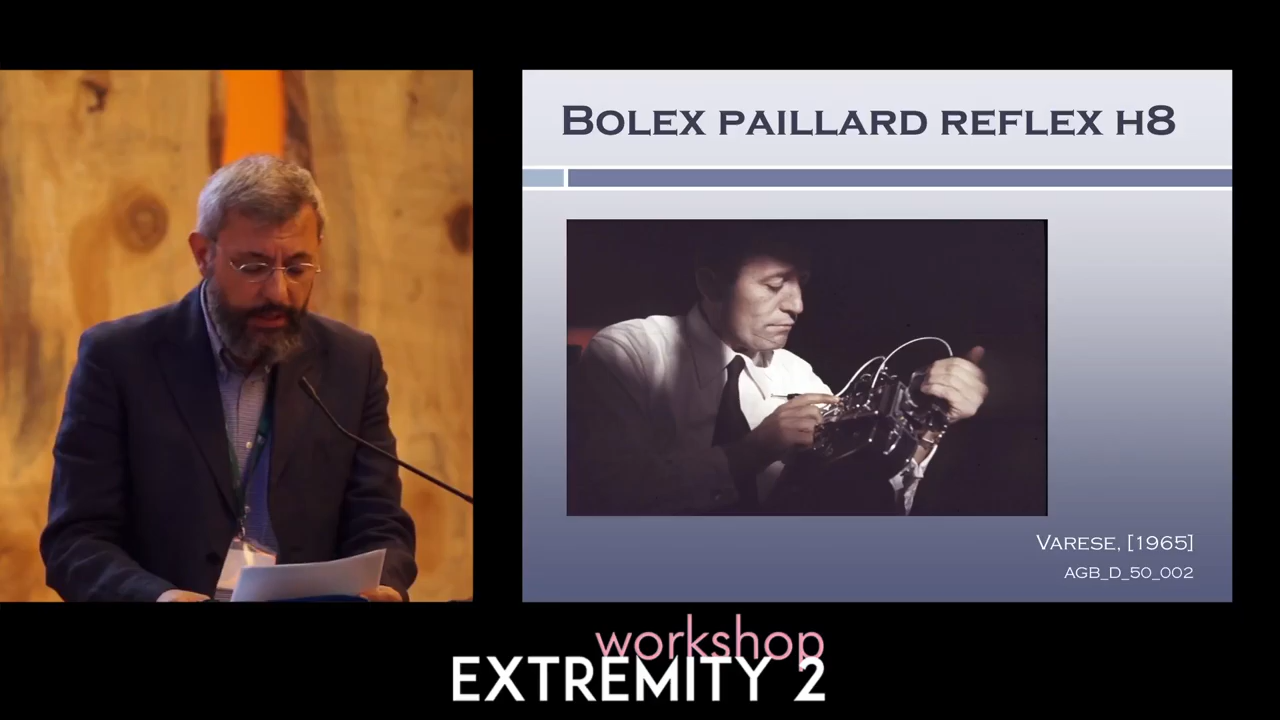 BOLEX PAILLARD REFLEX H8
VARESE, [1965]
AGB_D_50_002
workshop
EXTREMITY 2